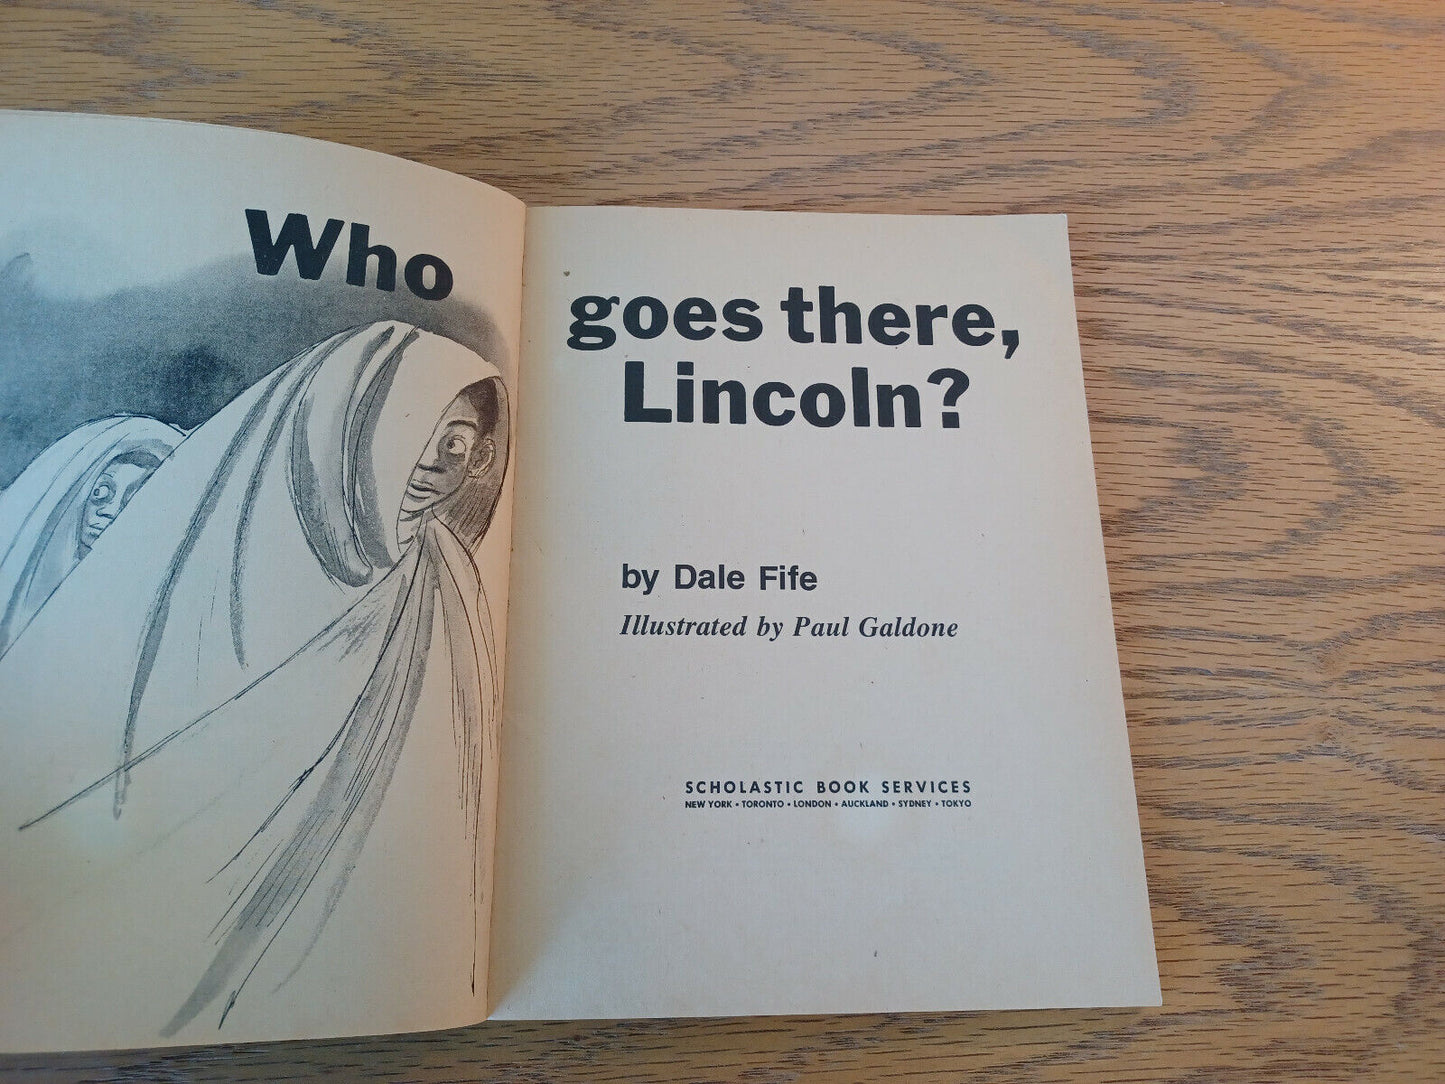 Who
goes there,
Lincoln?
by Dale Fife
Illustrated by Paul Galdone
SCHOLASTIC BOOK SERVICES
NEW YORK • TORONTO • LONDON • AUCKLAND • SYDNEY • TOKYO